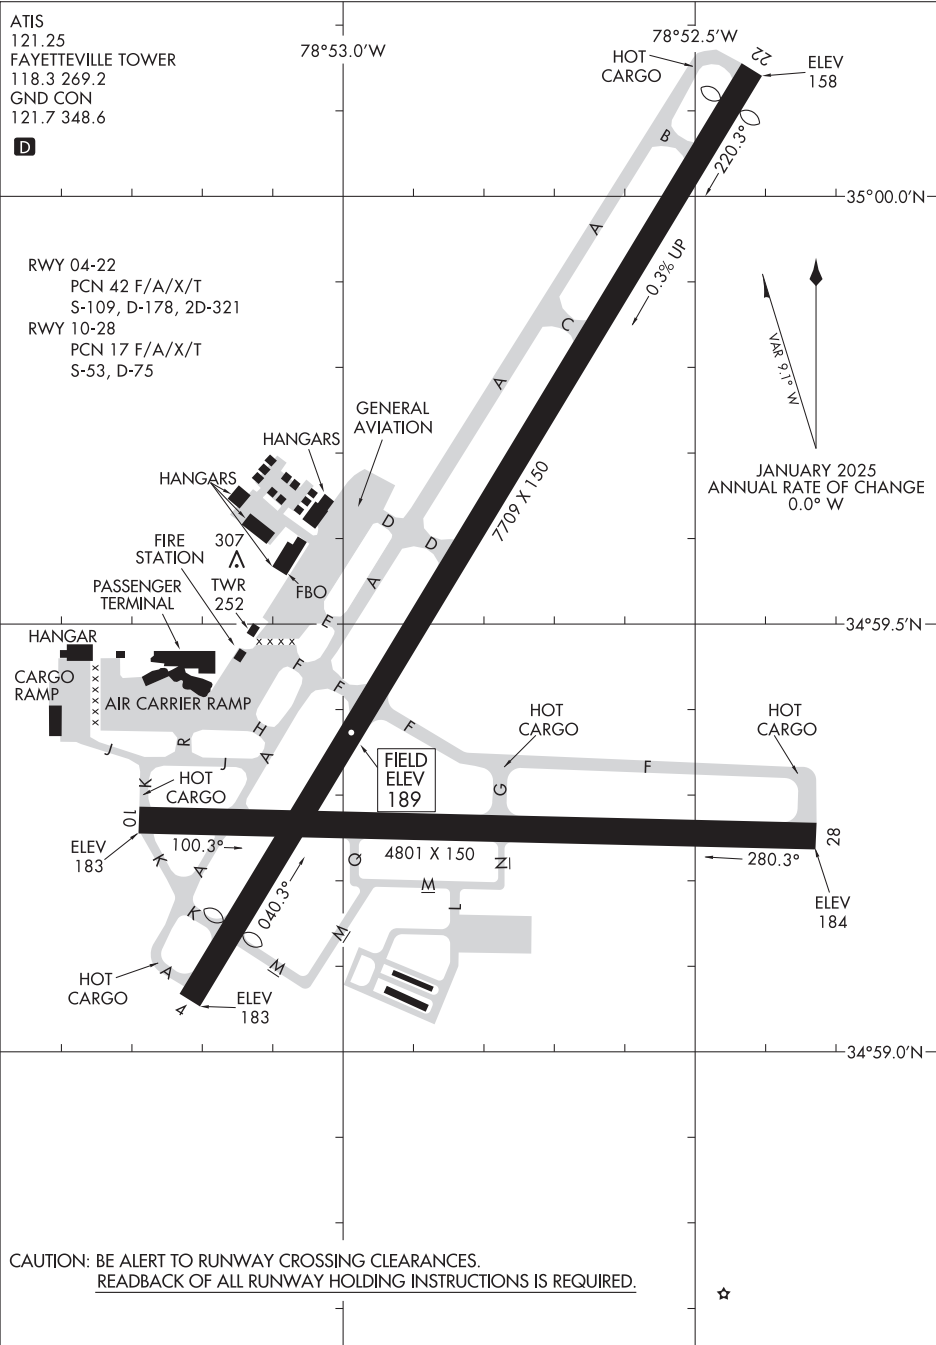 ATIS
121.25
FAYETTEVILLE TOWER
118.3 269.2
GND CON
121.7 348.6
D
78°53.0'W
78°52.5'W
HOT
CARGO
22
ELEV
158
B
220.3°
35°00.0'N
A
0.3% UP
RWY 04-22
PCN 42 F/A/X/T
S-109, D-178, 2D-321
RWY 10-28
PCN 17 F/A/X/T
S-53, D-75
C
A
VAR 9.1° W
JANUARY 2025
ANNUAL RATE OF CHANGE
0.0° W
GENERAL
AVIATION
HANGARS
HANGARS
7709 X 150
D
D
FIRE
STATION
307
TWR
252
A
FBO
PASSENGER
TERMINAL
E
34°59.5'N
HANGAR
x x x x
F
F
CARGO
RAMP
x x x x x x
AIR CARRIER RAMP
H
F
HOT
CARGO
HOT
CARGO
J
R
J
A
FIELD
ELEV
189
F
K
HOT
CARGO
G
10
28
ELEV
183
100.3°
4801 X 150
280.3°
K
A
Q
N
M
ELEV
184
K
040.3°
L
M
M
A
HOT
CARGO
4
ELEV
183
34°59.0'N
CAUTION: BE ALERT TO RUNWAY CROSSING CLEARANCES.
READBACK OF ALL RUNWAY HOLDING INSTRUCTIONS IS REQUIRED.